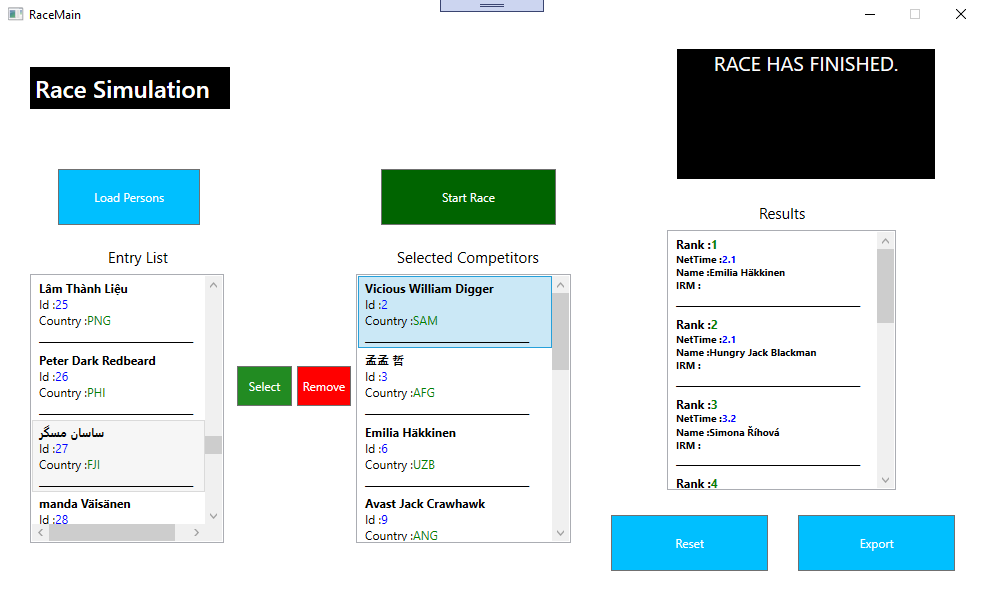 RaceMain
Race Simulation
RACE HAS FINISHED.
Load Persons
Start Race
Entry List
Lâm Thành Liệu
Id :25
Country :PNG
Peter Dark Redbeard
Id :26
Country :PHI
ساسان مسگر
Id :27
Country :FJI
manda Väisänen
Id :28
Select
Remove
Selected Competitors
Vicious William Digger
Id :2
Country :SAM
孟孟 哲
Id :3
Country :AFG
Emilia Häkkinen
Id :6
Country :UZB
Avast Jack Crawhawk
Id :9
Country :ANG
Results
Rank :1
NetTime :2.1
Name :Emilia Häkkinen
IRM :
Rank :2
NetTime :2.1
Name :Hungry Jack Blackman
IRM :
Rank :3
NetTime :3.2
Name :Simona Říhová
IRM :
Rank :4
Reset
Export